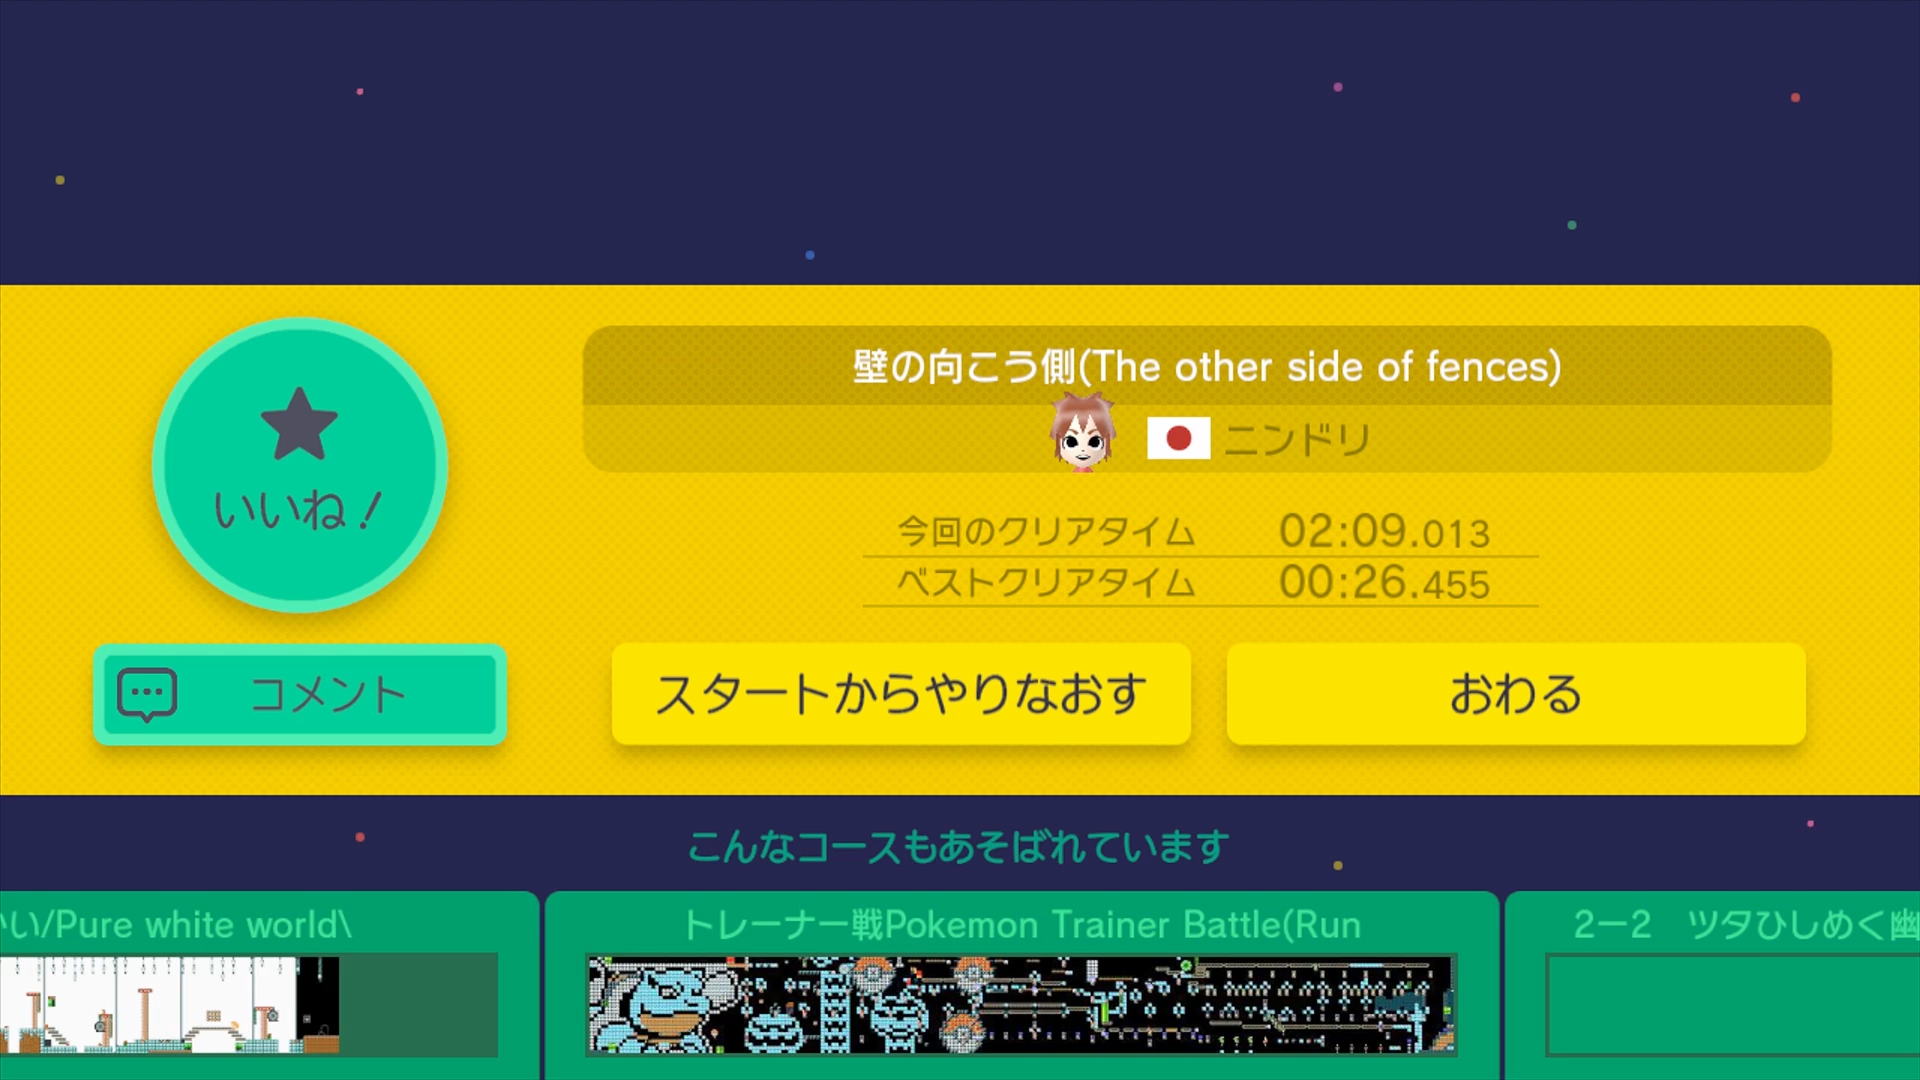 壁の向こう側(The other side of fences)
ニンドリ
いいね!
今回のクリアタイム 02:09.013
ベストクリアタイム 00:26.455
コメント
スタートからやりなおす
おわる
こんなコースもあそばれています
い/Pure white world\
トレーナー戦Pokemon Trainer Battle(Run
2ー2 ツタひしめく幽